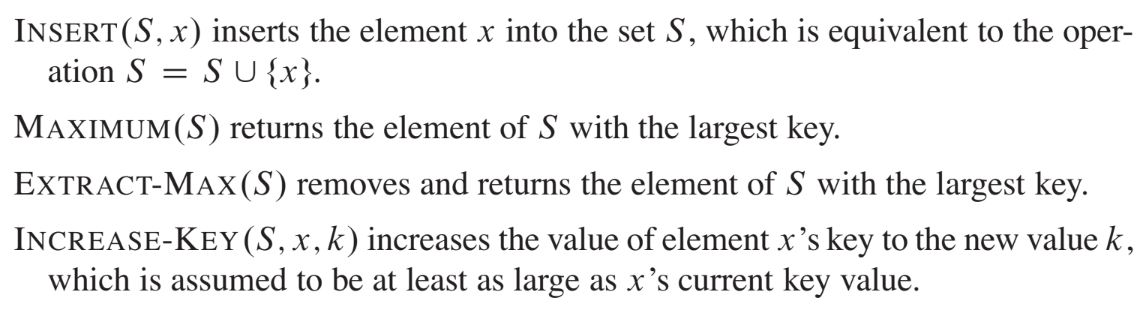 INSERT(S, x) inserts the element x into the set S, which is equivalent to the oper-
ation S = S ∪ {x}.
MAXIMUM(S) returns the element of S with the largest key.
EXTRACT-MAX(S) removes and returns the element of S with the largest key.
INCREASE-KEY(S, x, k) increases the value of element x’s key to the new value k,
which is assumed to be at least as large as x’s current key value.